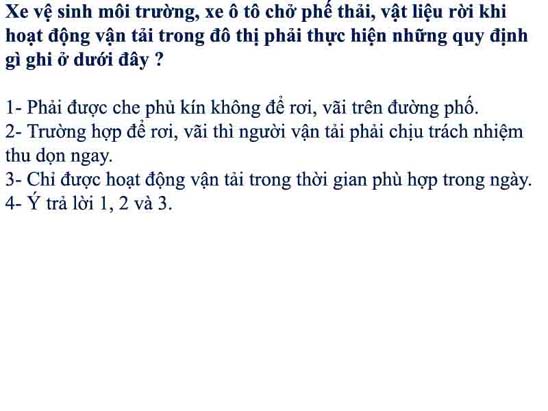 Xe vệ sinh môi trường, xe ô tô chở phế thải, vật liệu rời khi
hoạt động vận tải trong đô thị phải thực hiện những quy định
gì ghi ở dưới đây ?
1- Phải được che phủ kín không để rơi, vãi trên đường phố.
2- Trường hợp để rơi, vãi thì người vận tải phải chịu trách nhiệm
thu dọn ngay.
3- Chỉ được hoạt động vận tải trong thời gian phù hợp trong ngày.
4- Ý trả lời 1, 2 và 3.